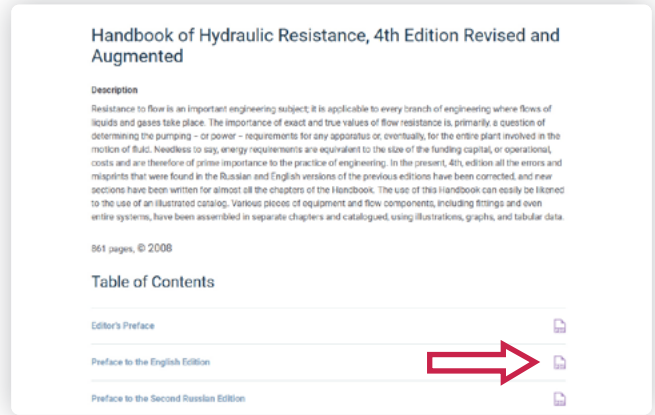 Handbook of Hydraulic Resistance, 4th Edition Revised and
Augmented
Description
Resistance to flow is an important engineering subject; it is applicable to every branch of engineering where flows of
liquids and gases take place. The importance of exact and true values of flow resistance is, primarily, a question of
determining the pumping – or power – requirements for any apparatus or, eventually, for the entire plant involved in the
motion of fluid. Needless to say, energy requirements are equivalent to the size of the funding capital, or operational,
costs and are therefore of prime importance to the practice of engineering. In the present, 4th, edition all the errors and
misprints that were found in the Russian and English versions of the previous editions have been corrected, and new
sections have been written for almost all the chapters of the Handbook. The use of this Handbook can easily be likened
to the use of an illustrated catalog. Various pieces of equipment and flow components, including fittings and even
entire systems, have been assembled in separate chapters and catalogued, using illustrations, graphs, and tabular data.
861 pages, © 2008
Table of Contents
Editor's Preface
Preface to the English Edition
Preface to the Second Russian Edition